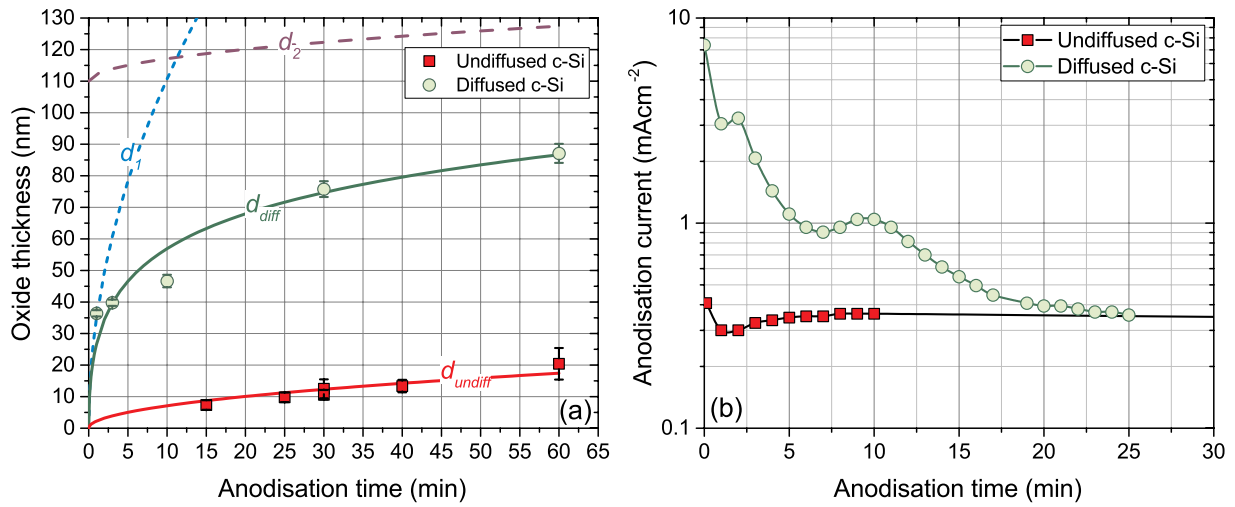 130
120
110
100
90
80
70
60
50
40
30
20
10
0
Oxide thickness (nm)
d2
d1
ddiff
dundiff
Undiffused c-Si
Diffused c-Si
(a)
0 5 10 15 20 25 30 35 40 45 50 55 60 65
Anodisation time (min)
10
1
0.1
Anodisation current (mAcm-2)
Undiffused c-Si
Diffused c-Si
(b)
0 5 10 15 20 25 30
Anodisation time (min)